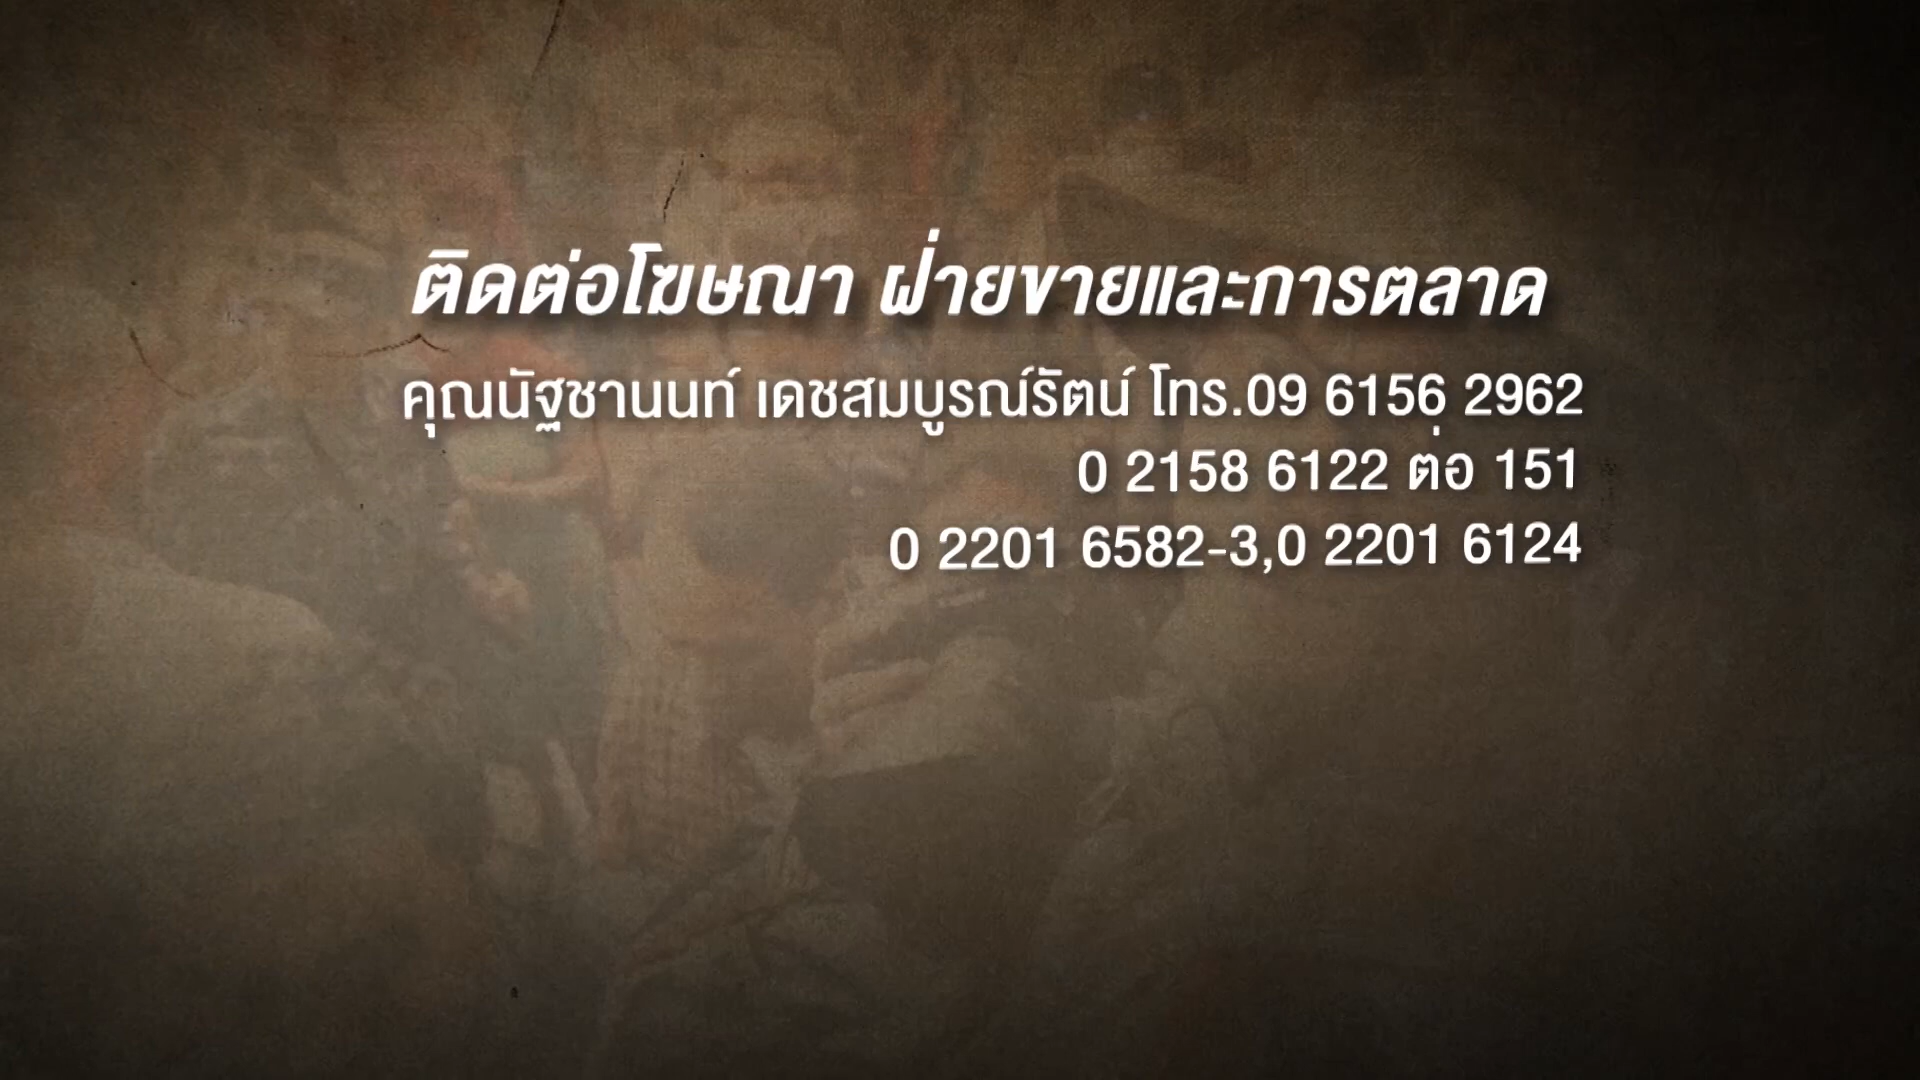 ติดต่อโฆษณา ฝ่ายขายและการตลาด
คุณนัฐชานนท์ เดชสมบูรณ์รัตน์ โทร.09 6156 2962
0 2158 6122 ต่อ 151
0 2201 6582-3,0 2201 6124